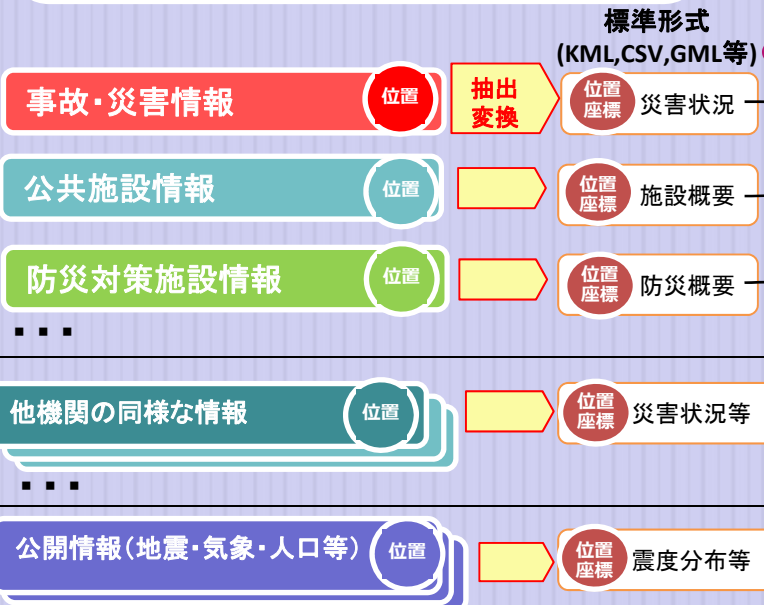 標準形式
(KML,CSV,GML等)
事故・災害情報
位置
抽出
変換
位置
座標
災害状況
公共施設情報
位置
位置
座標
施設概要
防災対策施設情報
位置
位置
座標
防災概要
・・・
他機関の同様な情報
位置
位置
座標
災害状況等
・・・
公開情報(地震・気象・人口等)
位置
位置
座標
震度分布等